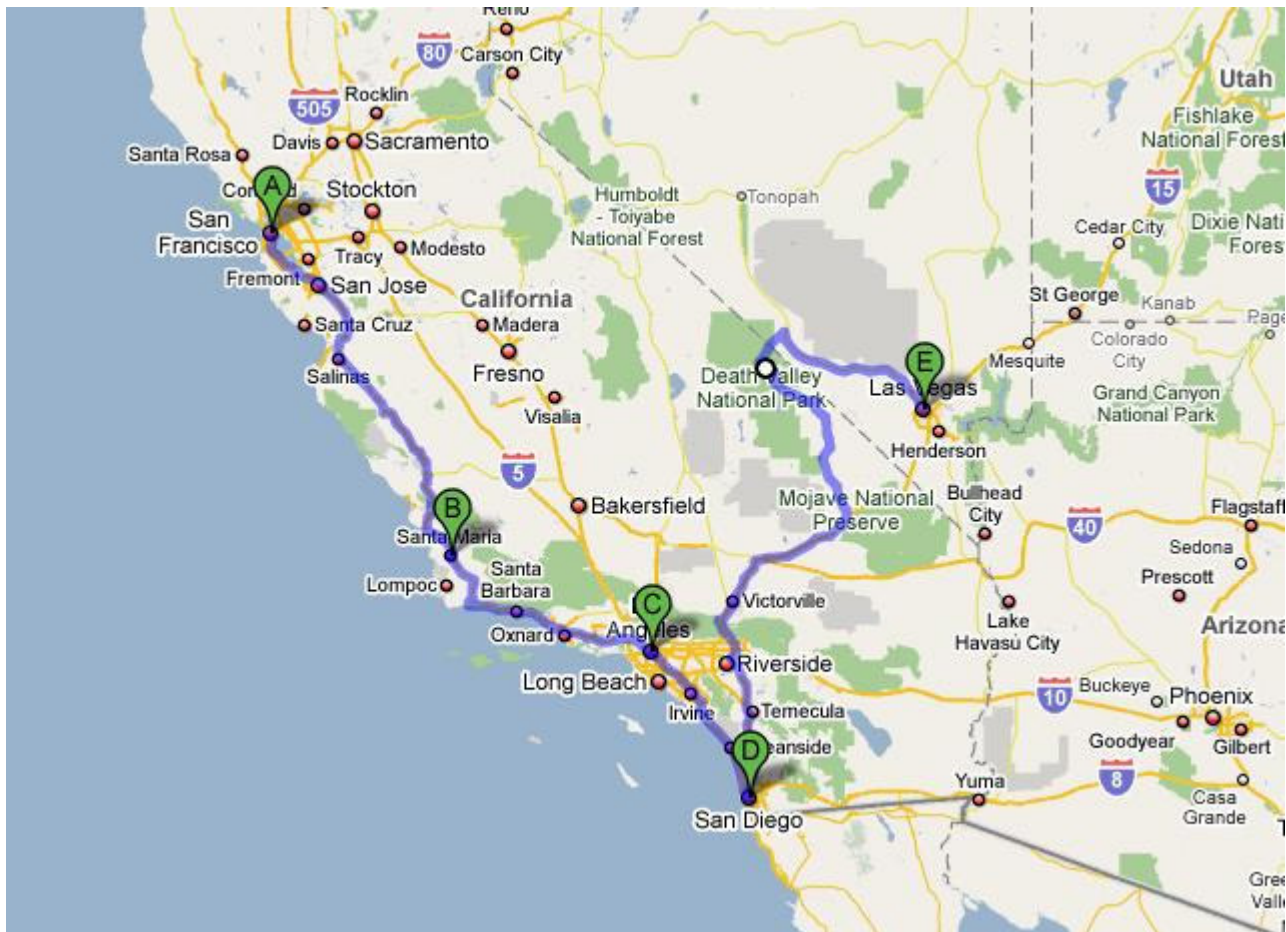 Reno
80
Carson City
Utah
505
Rocklin
Fishlake
National Forest
Davis
Sacramento
Santa Rosa
A
Stockton
Humboldt
- Toiyabe
National Forest
Tonopah
15
San
Francisco
Tracy
Modesto
Cedar City
Fremont
San Jose
California
St George
Kanab
Santa Cruz
Madera
Colorado
City
Mesquite
Salinas
Fresno
Death Valley
National Park
E
Las Vegas
Grand Canyon
National Park
Visalia
Henderson
5
Mojave National
Preserve
City
B
Bakersfield
40
Flagstaff
Santa Maria
Sedona
Lompoc
Santa
Barbara
Prescott
Victorville
Lake
Havasu City
C
Angeles
Oxnard
Arizona
Riverside
Long Beach
10
Buckeye
Phoenix
Irvine
Temecula
Goodyear
Gilbert
D
Yuma
8
San Diego
Casa
Grande